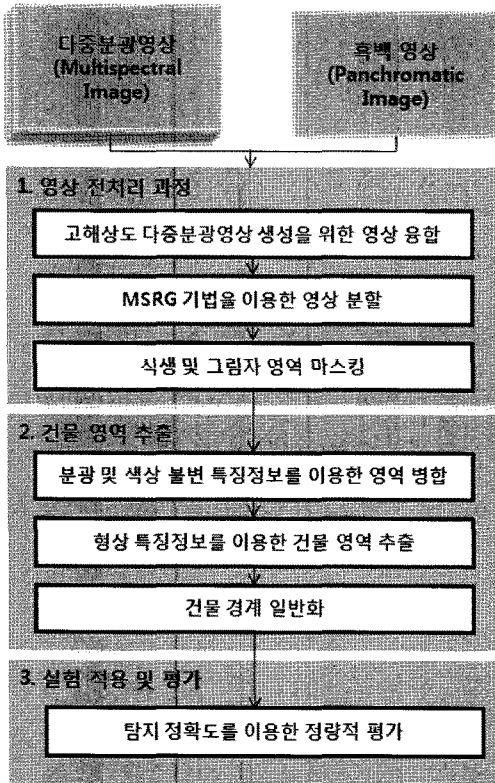 다중분광영상
(Multispectral
Image)
흑백 영상
(Panchromatic
Image)
1. 영상 전처리 과정
고해상도 다중분광영상 생성을 위한 영상 융합
MSRG 기법을 이용한 영상 분할
식생 및 그림자 영역 마스킹
2. 건물 영역 추출
분광 및 색상 불변 특징정보를 이용한 영역 병합
형상 특징정보를 이용한 건물 영역 추출
건물 경계 일반화
3. 실험 적용 및 평가
탐지 정확도를 이용한 정량적 평가